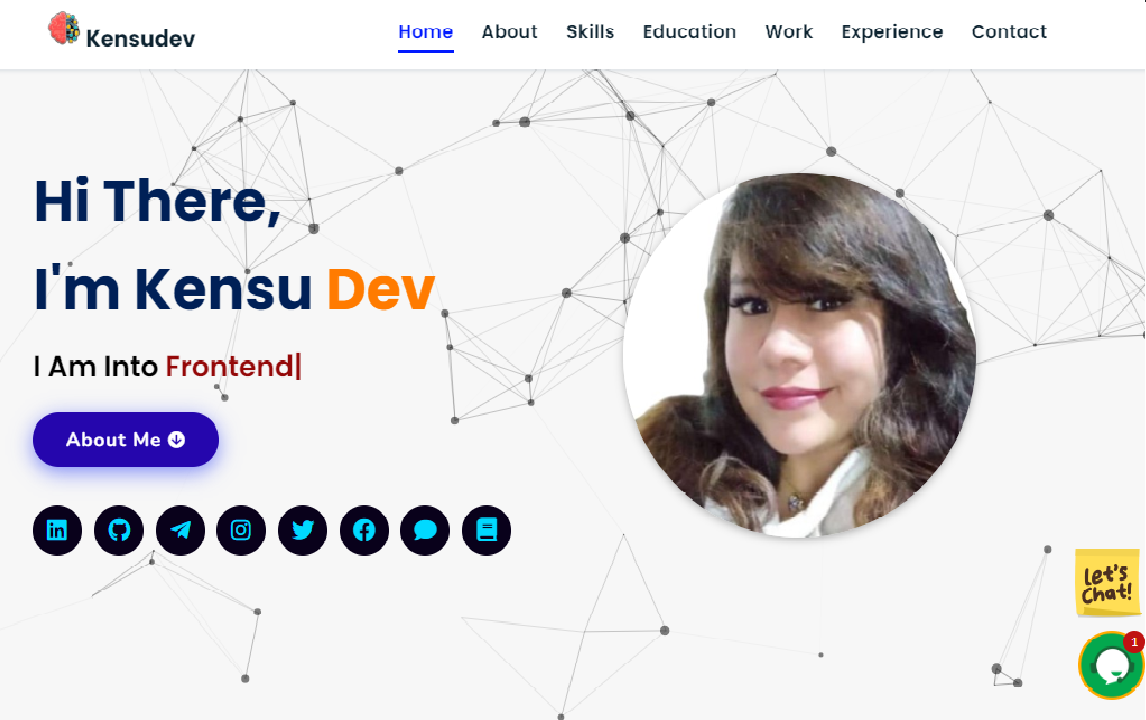 Kensudev
Home About Skills Education Work Experience Contact
Hi There,
I'm Kensu Dev
I Am Into Frontend|
About Me
Let's
Chat!
1